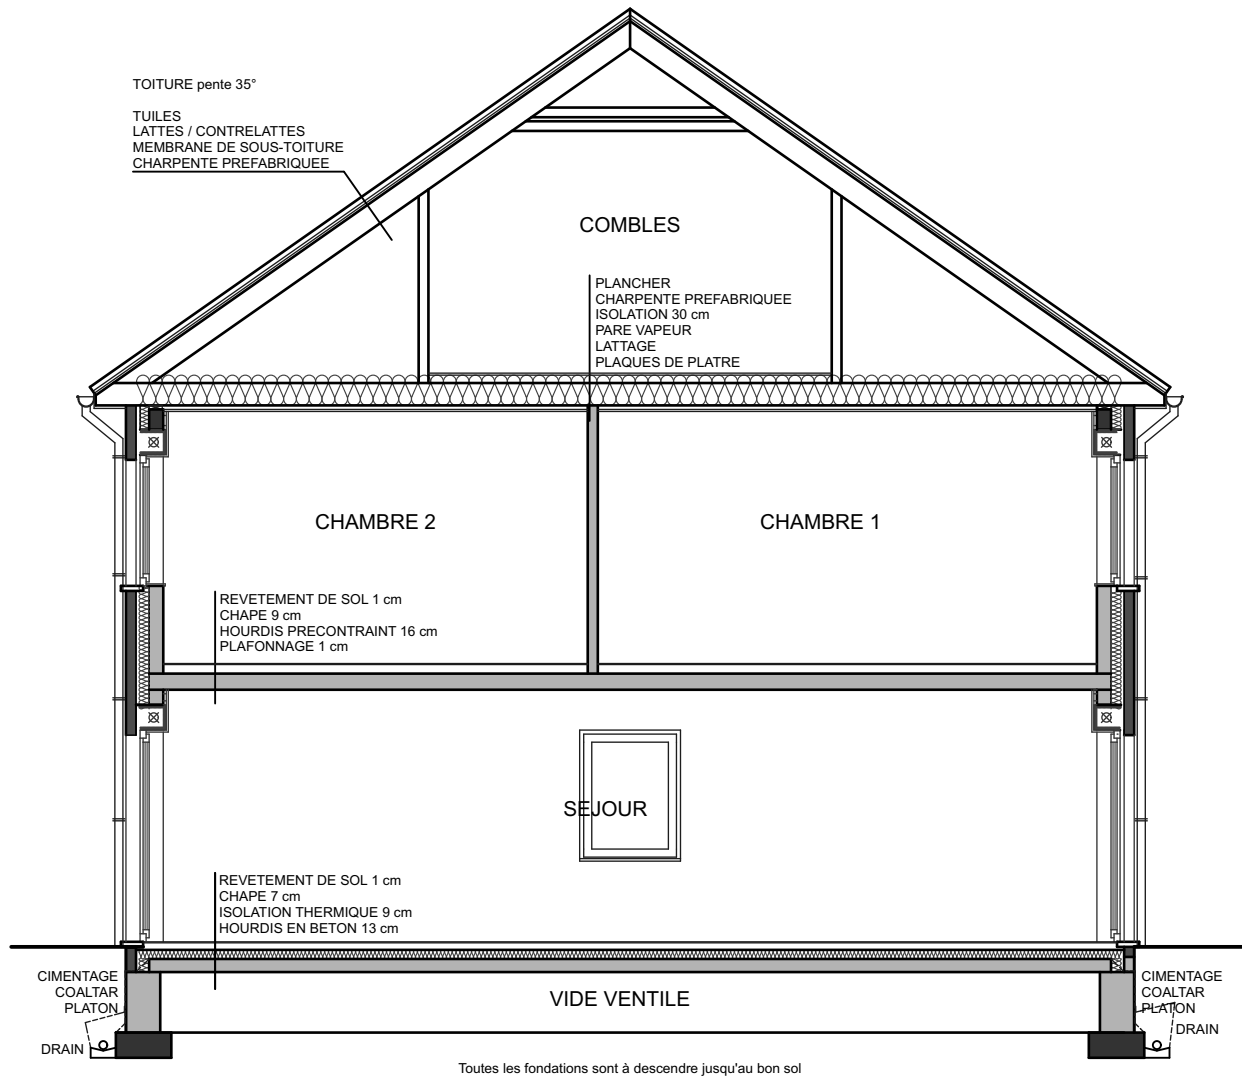 TOITURE pente 35°
TUILES
LATTES / CONTRELATTES
MEMBRANE DE SOUS-TOITURE
CHARPENTE PREFABRIQUEE
COMBLES
PLANCHER
CHARPENTE PREFABRIQUEE
ISOLATION 30 cm
PARE VAPEUR
LATTAGE
PLAQUES DE PLATRE
CHAMBRE 2
CHAMBRE 1
REVETEMENT DE SOL 1 cm
CHAPE 9 cm
HOURDIS PRECONTRAINT 16 cm
PLAFONNAGE 1 cm
SEJOUR
REVETEMENT DE SOL 1 cm
CHAPE 7 cm
ISOLATION THERMIQUE 9 cm
HOURDIS EN BETON 13 cm
CIMENTAGE
COALTAR
PLATON
DRAIN
VIDE VENTILE
CIMENTAGE
COALTAR
PLATON
DRAIN
Toutes les fondations sont à descendre jusqu'au bon sol